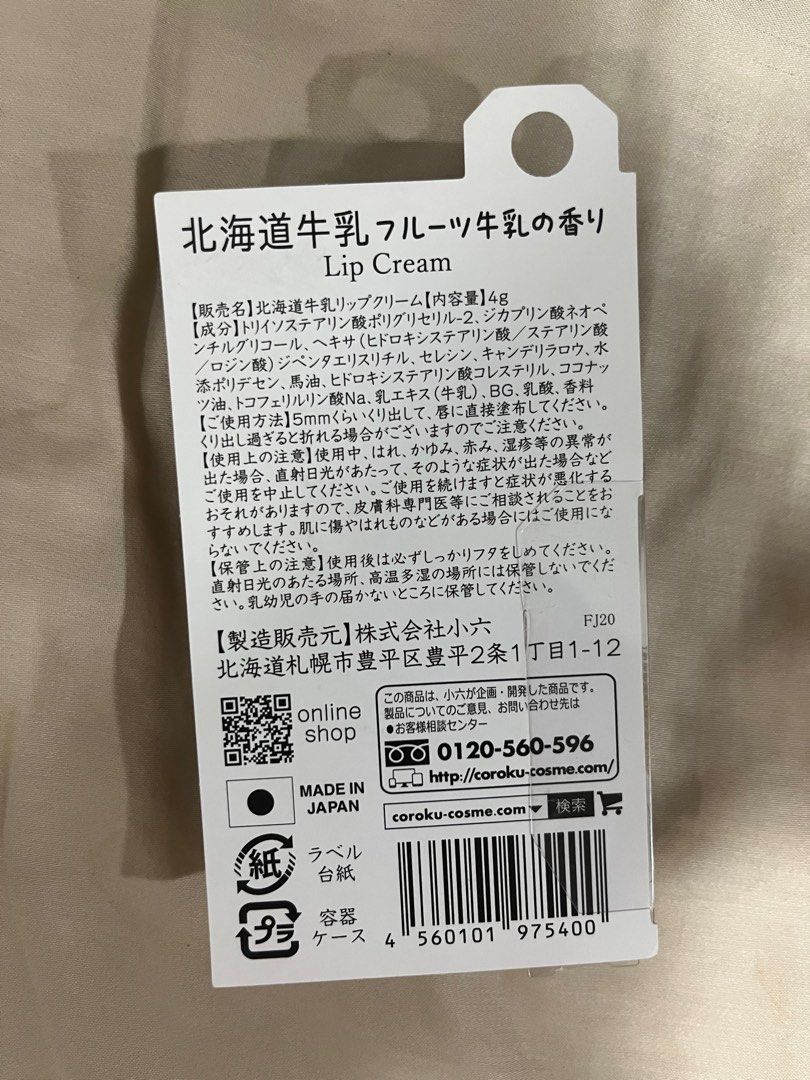 北海道牛乳フルーツ牛乳の香り
Lip Cream
【販売名】北海道牛乳リップクリーム【内容量】4g
【成分】トリイソステアリン酸ポリグリセリル-2、ジカプリン酸ネオペ
ンチルグリコール、ヘキサ(ヒドロキシステアリン酸/ステアリン酸
/ロジン酸)ジペンタエリスリチル、セレシン、キャンデリラロウ、水
添ポリデセン、馬油、ヒドロキシステアリン酸コレステリル、ココナッ
ツ油、トコフェリルリン酸Na、乳エキス(牛乳)、BG、乳酸、香料
【ご使用方法】5mmくらいくり出して、唇に直接塗布してください。
くり出し過ぎると折れる場合がございますのでご注意ください。
【使用上の注意】使用中、はれ、かゆみ、赤み、湿疹等の異常が
出た場合、直射日光があたって、そのような症状が出た場合など
ご使用を中止してください。ご使用を続けますと症状が悪化する
おそれがありますので、皮膚科専門医等にご相談されることをお
すすめします。肌に傷やはれものなどがある場合にはご使用にな
らないでください。
【保管上の注意】使用後は必ずしっかりフタをしめてください。
直射日光のあたる場所、高温多湿の場所には保管しないでくだ
さい。乳幼児の手の届かないところに保管してください。
FJ20
【製造販売元】株式会社小六
北海道札幌市豊平区豊平2条1丁目1-12
online
shop
この商品は、小六が企画・開発した商品です。
製品についてのご意見、お問い合わせ先は
●お客様相談センター
0120-560-596
http://coroku-cosme.com/
MADE IN
JAPAN
coroku-cosme.com 検索
紙
ラベル
台紙
プラ
容器
ケース
4 560101 975400